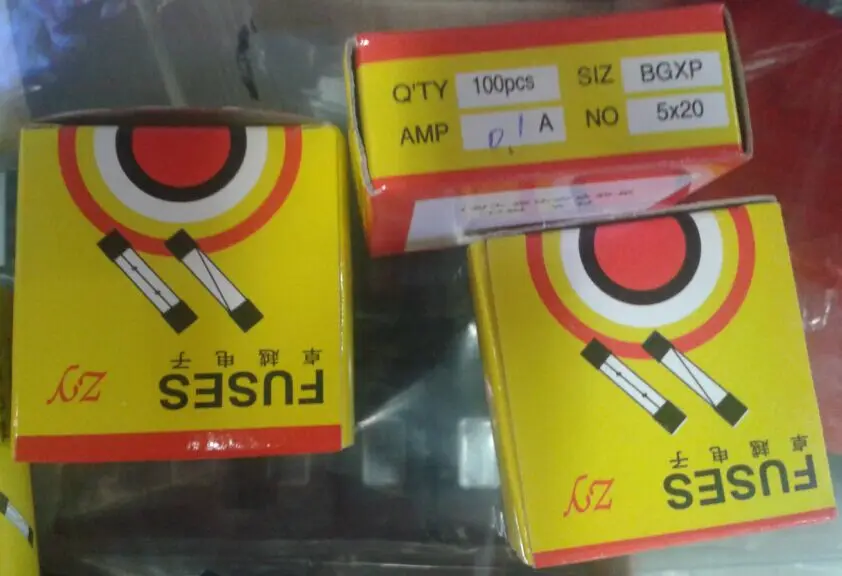 Q'TY 100pcs SIZ BGXP
AMP 0.1 A NO 5x20
FUSES
卓越电子
ZY
FUSES
卓越电子
ZY